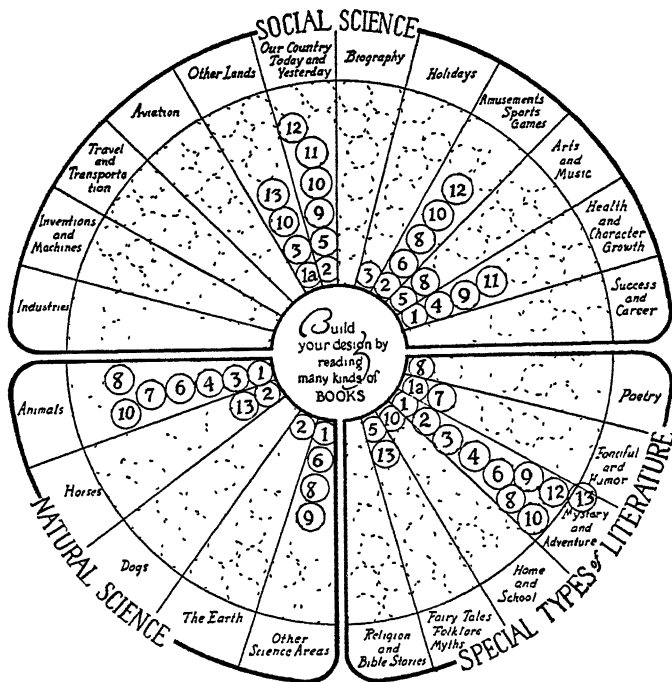 SOCIAL SCIENCE
Industries
Inventions
and
Machines
Travel
and
Transporta
tion
Aviation
Other Lands
Our Country
Today and
Yesterday
Biography
Holidays
Amusements
Sports
Games
Arts
and
Music
Health
and
Character
Growth
Success
and
Career
12
11
10
9
5
2
13
10
3
1a
3
12
10
8
6
2
8
5
11
9
4
1
Build
your design by
reading
many kinds of
BOOKS
NATURAL SCIENCE
Animals
Horses
Dogs
The Earth
Other
Science Areas
8
10
7
6
4
3
1
13
2
2
1
6
8
9
SPECIAL TYPES of LITERATURE
Poetry
Fanciful and
Humor
Mystery
and
Adventure
Home
and
School
Fairy Tales
Folklore
Myths
Religion
and
Bible Stories
8
1a
7
1
2
3
4
6
9
8
12
10
13
10
5
13